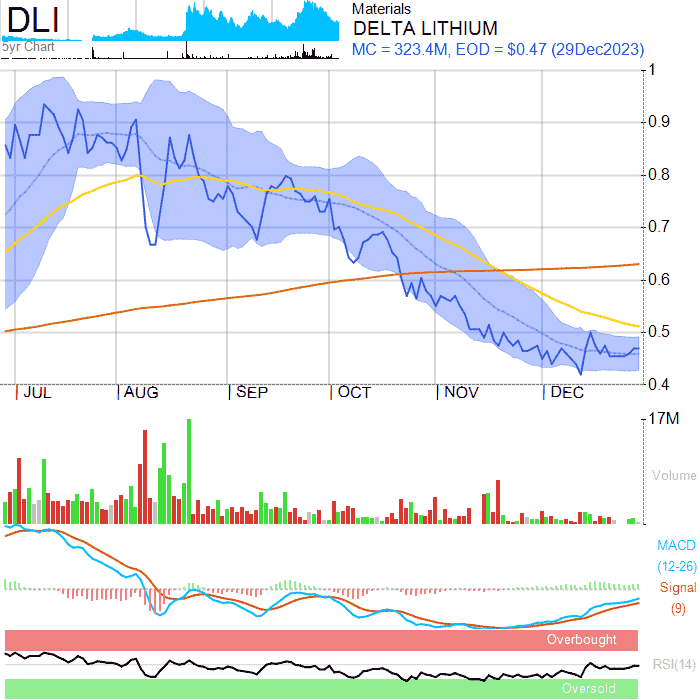 DLI
5yr Chart
Materials
DELTA LITHIUM
MC = 323.4M, EOD = $0.47 (29Dec2023)
1
0.9
0.8
0.7
0.6
0.5
0.4
JUL AUG SEP OCT NOV DEC
17M
Volume
MACD
(12-26)
Signal
(9)
Overbought
RSI(14)
Oversold